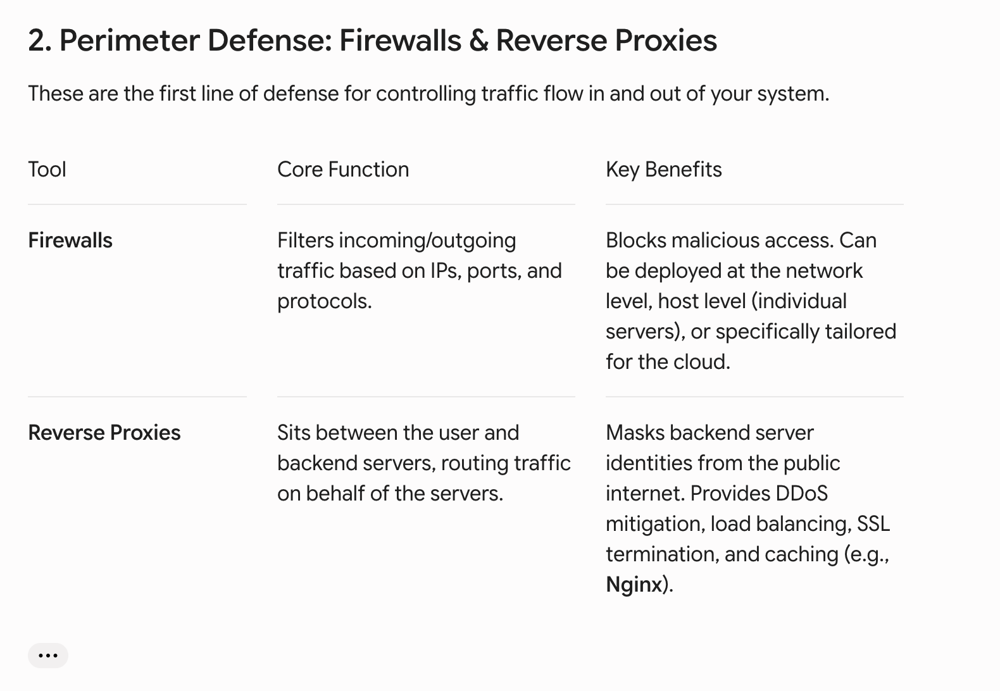 2. Perimeter Defense: Firewalls & Reverse Proxies
These are the first line of defense for controlling traffic flow in and out of your system.
Tool
Core Function
Key Benefits
Firewalls
Filters incoming/outgoing
traffic based on IPs, ports, and
protocols.
Blocks malicious access. Can
be deployed at the network
level, host level (individual
servers), or specifically tailored
for the cloud.
Reverse Proxies
Sits between the user and
backend servers, routing traffic
on behalf of the servers.
Masks backend server
identities from the public
internet. Provides DDoS
mitigation, load balancing, SSL
termination, and caching (e.g.,
Nginx).